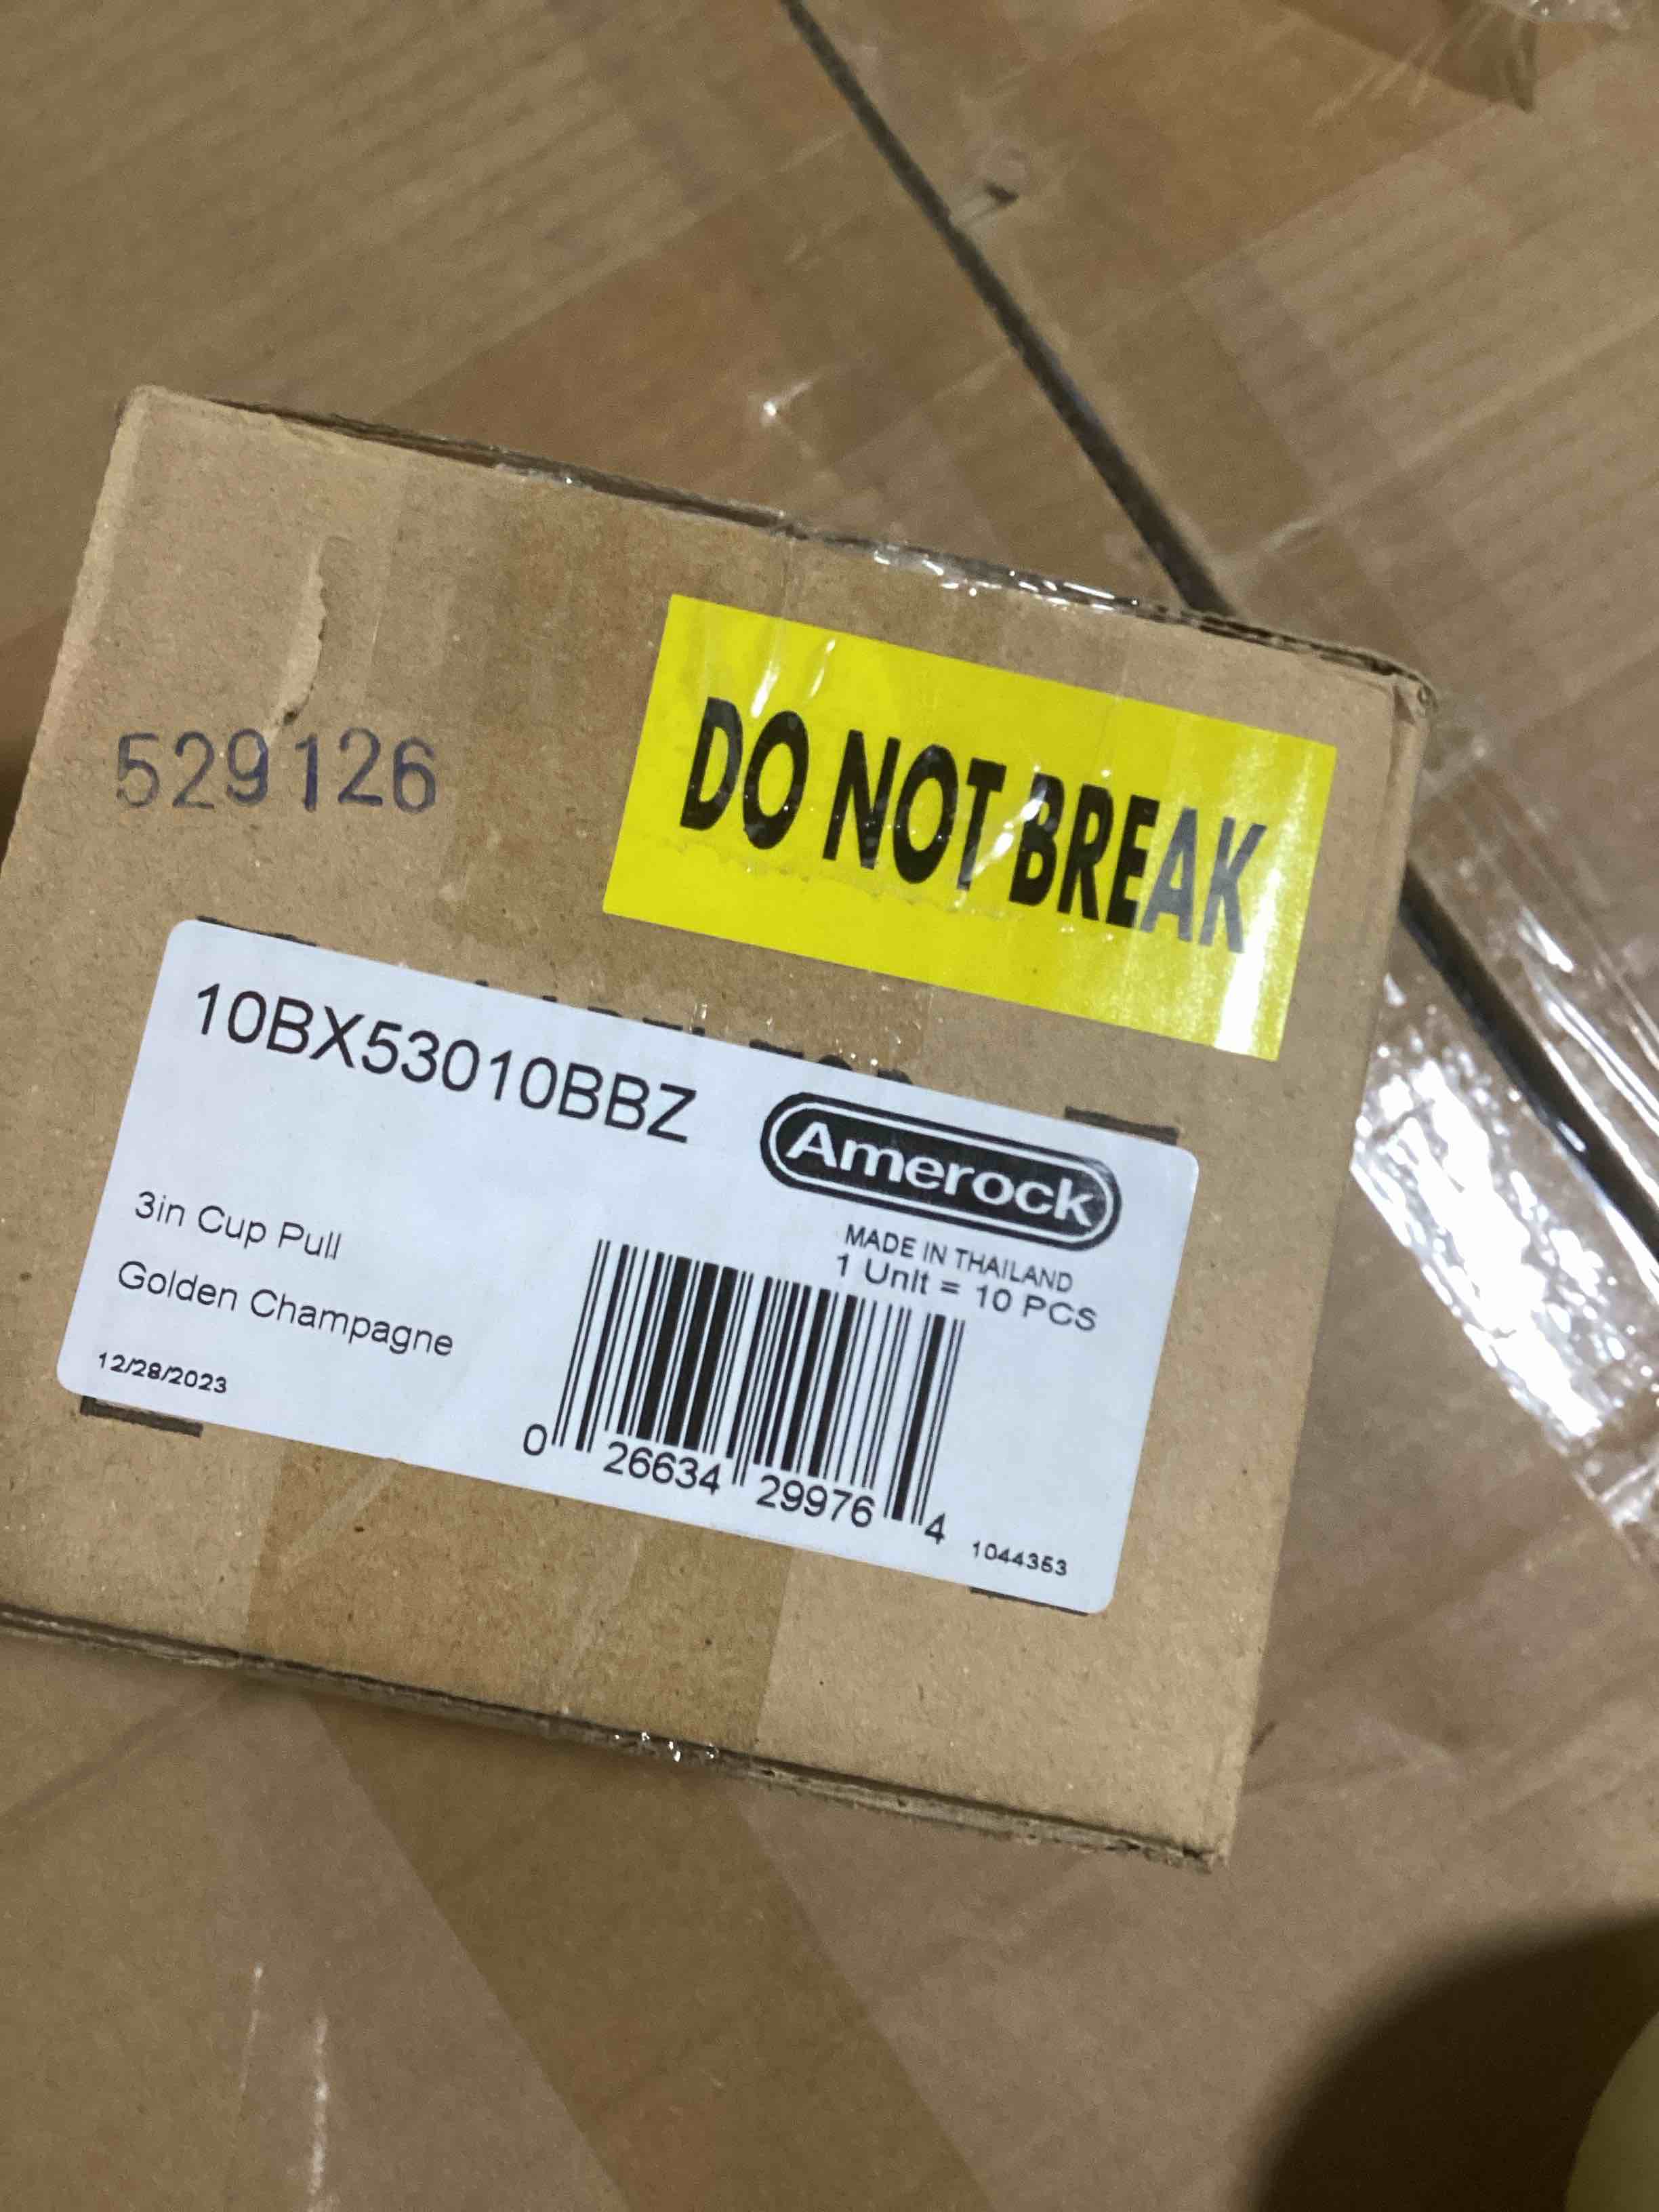 529126
DO NOT BREAK
10BX53010BBZ
Amerock
MADE IN THAILAND
1 Unit = 10 PCS
3in Cup Pull
Golden Champagne
12/28/2023
0 26634 29976 4
1044353